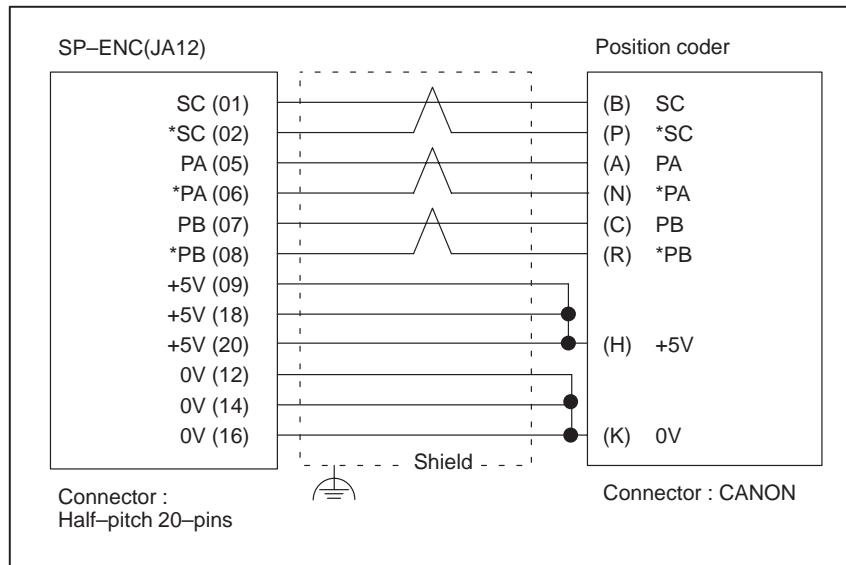 SP–ENC(JA12)
Position coder
SC (01) (B) SC
*SC (02) (P) *SC
PA (05) (A) PA
*PA (06) (N) *PA
PB (07) (C) PB
*PB (08) (R) *PB
+5V (09)
+5V (18)
+5V (20) (H) +5V
0V (12)
0V (14)
0V (16) (K) 0V
Shield
Connector :
Half–pitch 20–pins
Connector : CANON